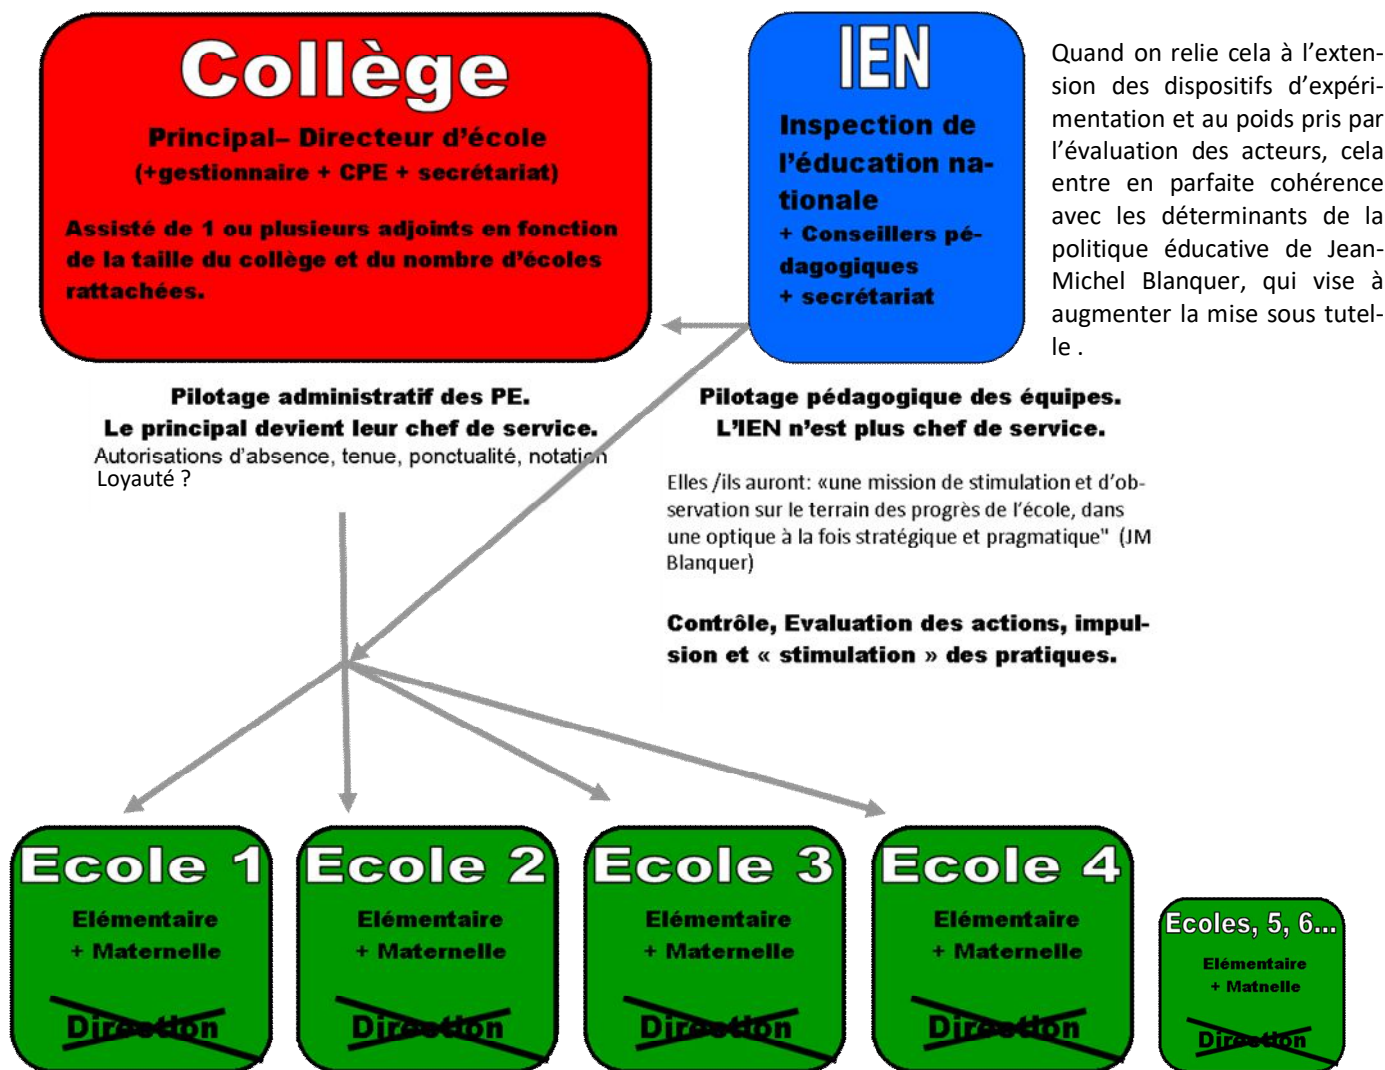 Collège
Principal– Directeur d'école
(+gestionnaire + CPE + secrétariat)
Assisté de 1 ou plusieurs adjoints en fonction
de la taille du collège et du nombre d'écoles
rattachées.
IEN
Inspection de
l'éducation na-
tionale
+ Conseillers pé-
dagogiques
+ secrétariat
Quand on relie cela à l'exten-
sion des dispositifs d'expéri-
mentation et au poids pris par
l'évaluation des acteurs, cela
entre en parfaite cohérence
avec les déterminants de la
politique éducative de Jean-
Michel Blanquer, qui vise à
augmenter la mise sous tutel-
le .
Pilotage administratif des PE.
Le principal devient leur chef de service.
Autorisations d'absence, tenue, ponctualité, notation
Loyauté ?
Pilotage pédagogique des équipes.
L'IEN n'est plus chef de service.
Elles /ils auront: «une mission de stimulation et d'ob-
servation sur le terrain des progrès de l'école, dans
une optique à la fois stratégique et pragmatique" (JM
Blanquer)
Contrôle, Evaluation des actions, impul-
sion et « stimulation » des pratiques.
Ecole 1
Elémentaire
+ Maternelle
Direction
Ecole 2
Elémentaire
+ Maternelle
Direction
Ecole 3
Elémentaire
+ Maternelle
Direction
Ecole 4
Elémentaire
+ Maternelle
Direction
Ecoles, 5, 6...
Elémentaire
+ Matnelle
Direction